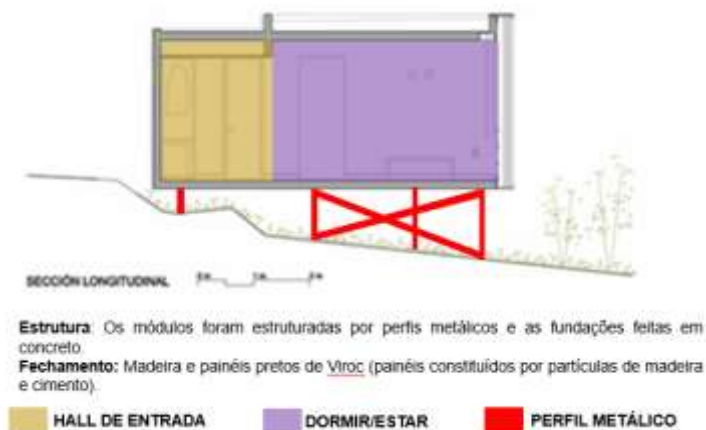 SECCIÓN LONGITUDINAL
Estrutura: Os módulos foram estruturadas por perfis metálicos e as fundações feitas em
concreto.
Fechamento: Madeira e painéis pretos de Viroc (painéis constituídos por partículas de madeira
e cimento).
HALL DE ENTRADA DORMIR/ESTAR PERFIL METÁLICO